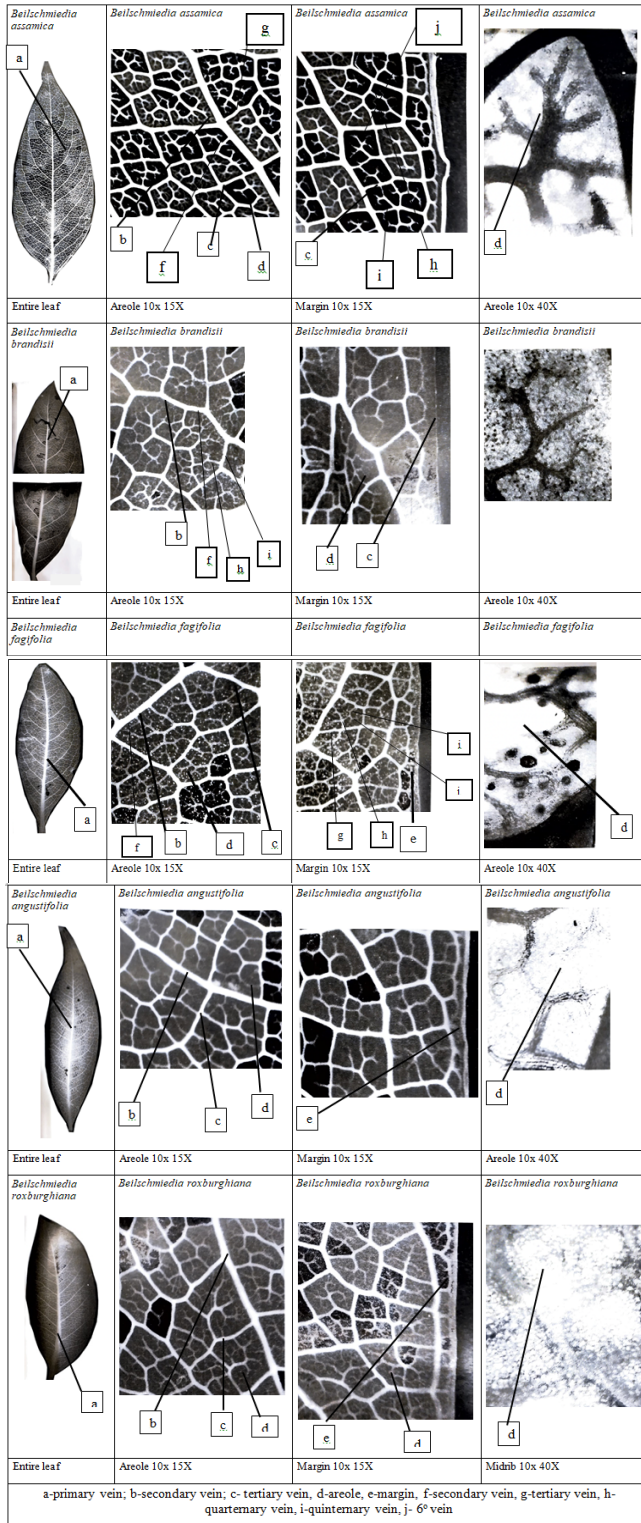 Beilschmiedia assamica
Beilschmiedia assamica
Beilschmiedia assamica
Beilschmiedia assamica
a
g
j
b
f
c
d
c
i
h
d
Entire leaf
Areole 10x 15X
Margin 10x 15X
Areole 10x 40X
Beilschmiedia brandisii
Beilschmiedia brandisii
Beilschmiedia brandisii
Beilschmiedia brandisii
a
b
f
h
i
d
c
Entire leaf
Areole 10x 15X
Margin 10x 15X
Areole 10x 40X
Beilschmiedia fagifolia
Beilschmiedia fagifolia
Beilschmiedia fagifolia
Beilschmiedia fagifolia
a
f
b
d
c
g
h
e
i
i
d
Entire leaf
Areole 10x 15X
Margin 10x 15X
Areole 10x 40X
Beilschmiedia angustifolia
Beilschmiedia angustifolia
Beilschmiedia angustifolia
Beilschmiedia angustifolia
a
b
c
d
e
d
Entire leaf
Areole 10x 15X
Margin 10x 15X
Areole 10x 40X
Beilschmiedia roxburghiana
Beilschmiedia roxburghiana
Beilschmiedia roxburghiana
Beilschmiedia roxburghiana
a
b
c
d
e
d
d
Entire leaf
Areole 10x 15X
Margin 10x 15X
Midrib 10x 40X
a-primary vein; b-secondary vein; c- tertiary vein, d-areole, e-margin, f-secondary vein, g-tertiary vein, h-
quarternary vein, i-quinternary vein, j- 6º vein